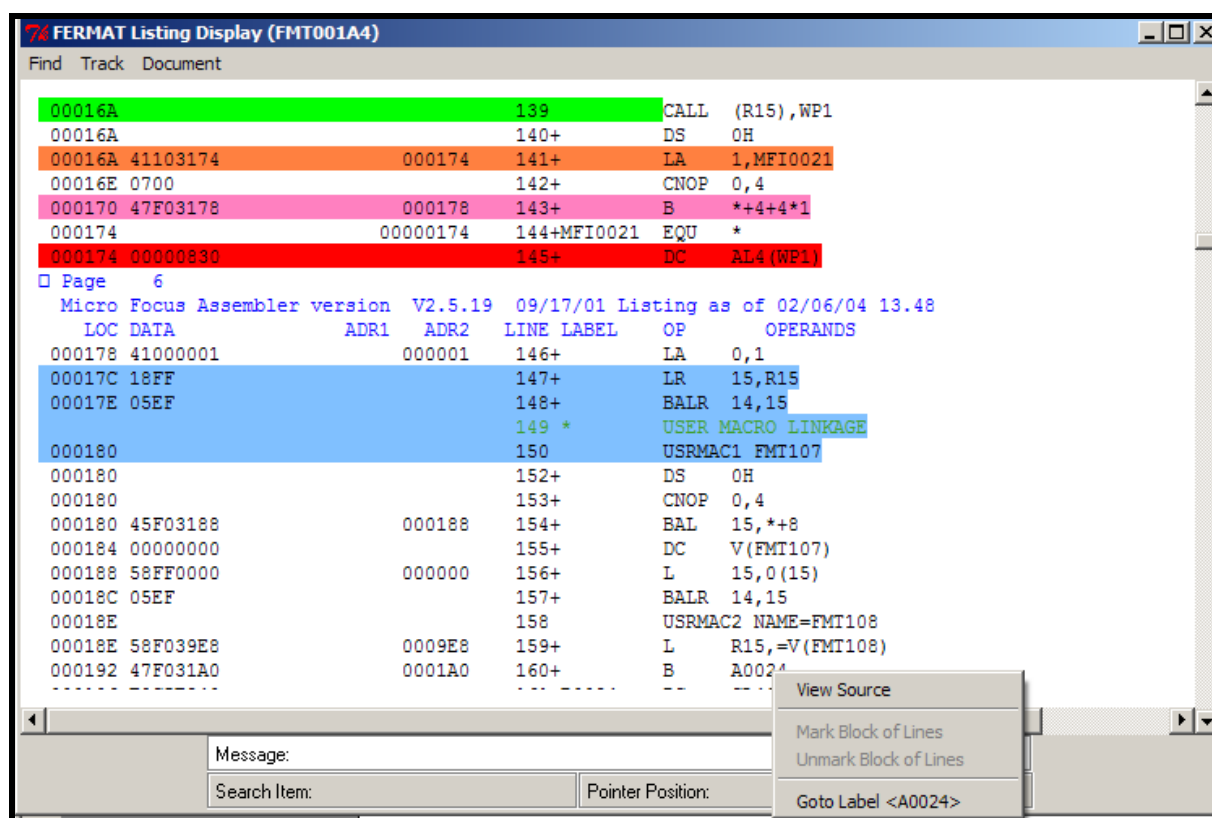 FERMAT Listing Display (FMT001A4)
Find Track Document
00016A 139 CALL (R15),WP1
00016A 140+ DS 0H
00016A 41103174 000174 141+ LA 1,MFI0021
00016E 0700 142+ CNOP 0,4
000170 47F03178 000178 143+ B *+4+4*1
000174 00000174 144+MFI0021 EQU *
000174 00000830 145+ DC AL4(WP1)
Page 6
Micro Focus Assembler version V2.5.19 09/17/01 Listing as of 02/06/04 13.48
LOC DATA ADR1 ADR2 LINE LABEL OP OPERANDS
000178 41000001 000001 146+ LA 0,1
00017C 18FF 147+ LR 15,R15
00017E 05EF 148+ BALR 14,15
149 * USER MACRO LINKAGE
000180 150 USRMAC1 FMT107
000180 152+ DS 0H
000180 153+ CNOP 0,4
000180 45F03188 000188 154+ BAL 15,*+8
000184 00000000 155+ DC V(FMT107)
000188 58FF0000 000000 156+ L 15,0(15)
00018C 05EF 157+ BALR 14,15
00018E 158 USRMAC2 NAME=FMT108
00018E 58F039E8 0009E8 159+ L R15,=V(FMT108)
000192 47F031A0 0001A0 160+ B A0024
View Source
Mark Block of Lines
Unmark Block of Lines
Goto Label <A0024>
Message:
Search Item: Pointer Position: